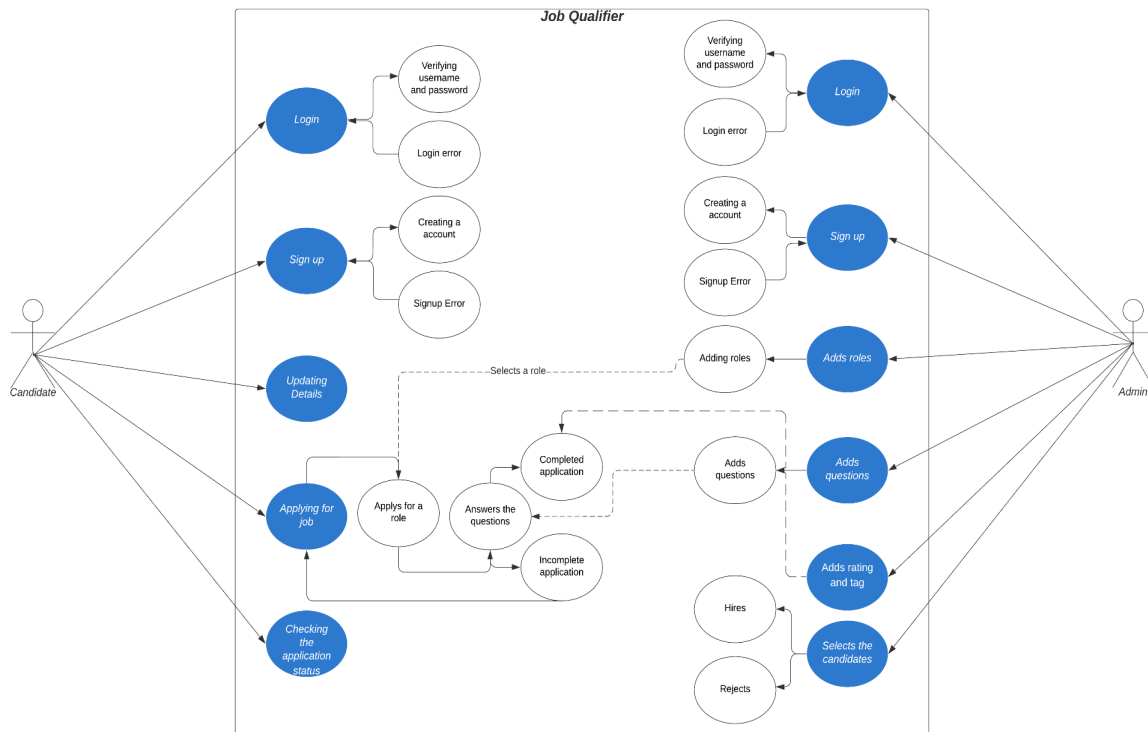 Job Qualifier
Verifying
username
and password
Login
Login error
Creating a
account
Sign up
Signup Error
Candidate
Updating
Details
Applying for
job
Applys for a
role
Answers the
questions
Completed
application
Incomplete
application
Checking
the
application
status
Selects a role
Verifying
username
and password
Login
Login error
Creating a
account
Sign up
Signup Error
Adding roles
Adds roles
Admin
Adds
questions
Adds
questions
Adds rating
and tag
Hires
Selects the
candidates
Rejects